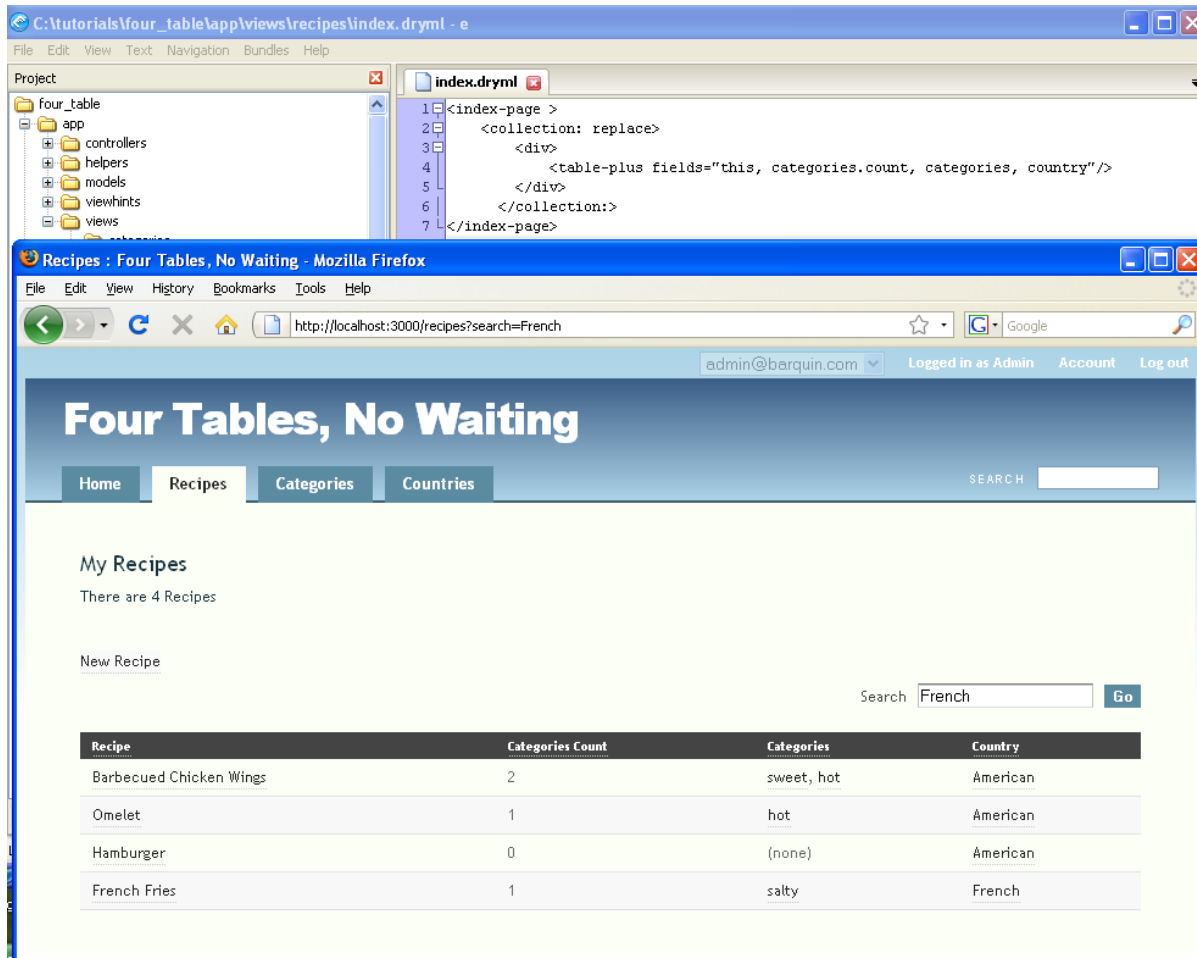 C:\tutorials\four_table\app\views\recipes\index.dryml - e
File Edit View Text Navigation Bundles Help
Project
index.dryml
four_table
app
controllers
helpers
models
viewhints
views
1 <index-page >
2 <collection: replace>
3 <div>
4 <table-plus fields="this, categories.count, categories, country"/>
5 </div>
6 </collection:>
7 </index-page>
Recipes : Four Tables, No Waiting - Mozilla Firefox
File Edit View History Bookmarks Tools Help
http://localhost:3000/recipes?search=French
G Google
admin@barquin.com Logged in as Admin Account Log out
Four Tables, No Waiting
Home Recipes Categories Countries SEARCH
My Recipes
There are 4 Recipes
New Recipe
Search French Go
Recipe Categories Count Categories Country
Barbecued Chicken Wings 2 sweet, hot American
Omelet 1 hot American
Hamburger 0 (none) American
French Fries 1 salty French